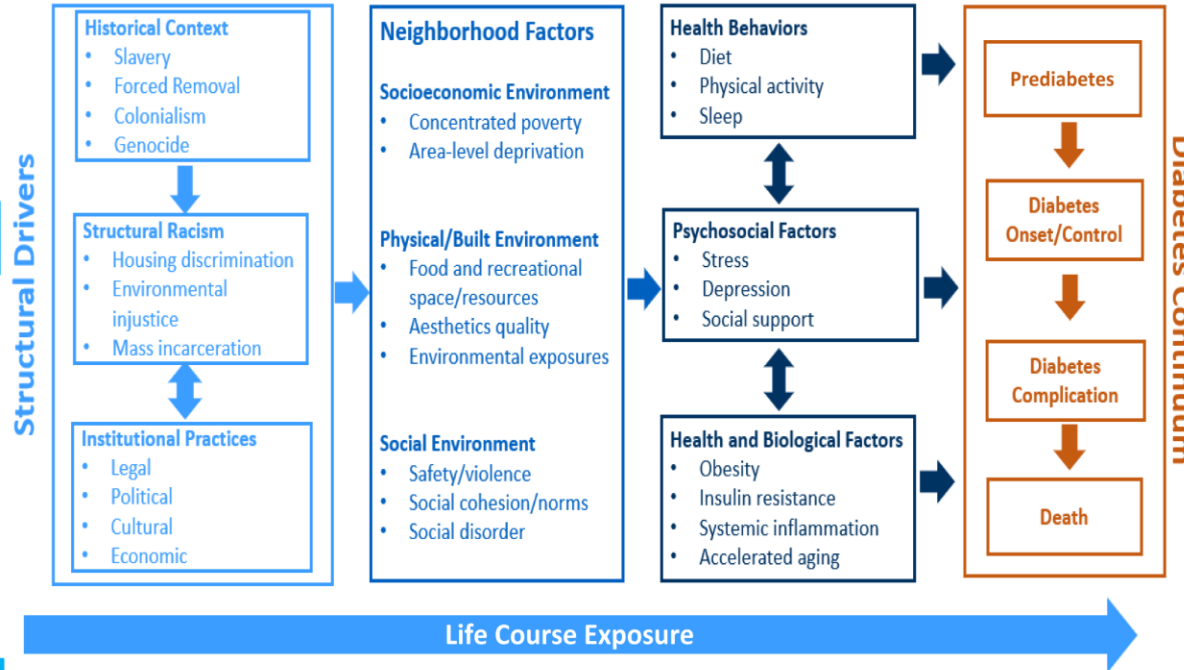 Structural Drivers
Historical Context
• Slavery
• Forced Removal
• Colonialism
• Genocide
Structural Racism
• Housing discrimination
• Environmental
injustice
• Mass incarceration
Institutional Practices
• Legal
• Political
• Cultural
• Economic
Neighborhood Factors
Socioeconomic Environment
• Concentrated poverty
• Area-level deprivation
Physical/Built Environment
• Food and recreational
space/resources
• Aesthetics quality
• Environmental exposures
Social Environment
• Safety/violence
• Social cohesion/norms
• Social disorder
Health Behaviors
• Diet
• Physical activity
• Sleep
Psychosocial Factors
• Stress
• Depression
• Social support
Health and Biological Factors
• Obesity
• Insulin resistance
• Systemic inflammation
• Accelerated aging
Prediabetes
Diabetes
Onset/Control
Diabetes
Complication
Death
Diabetes Continuum
Life Course Exposure